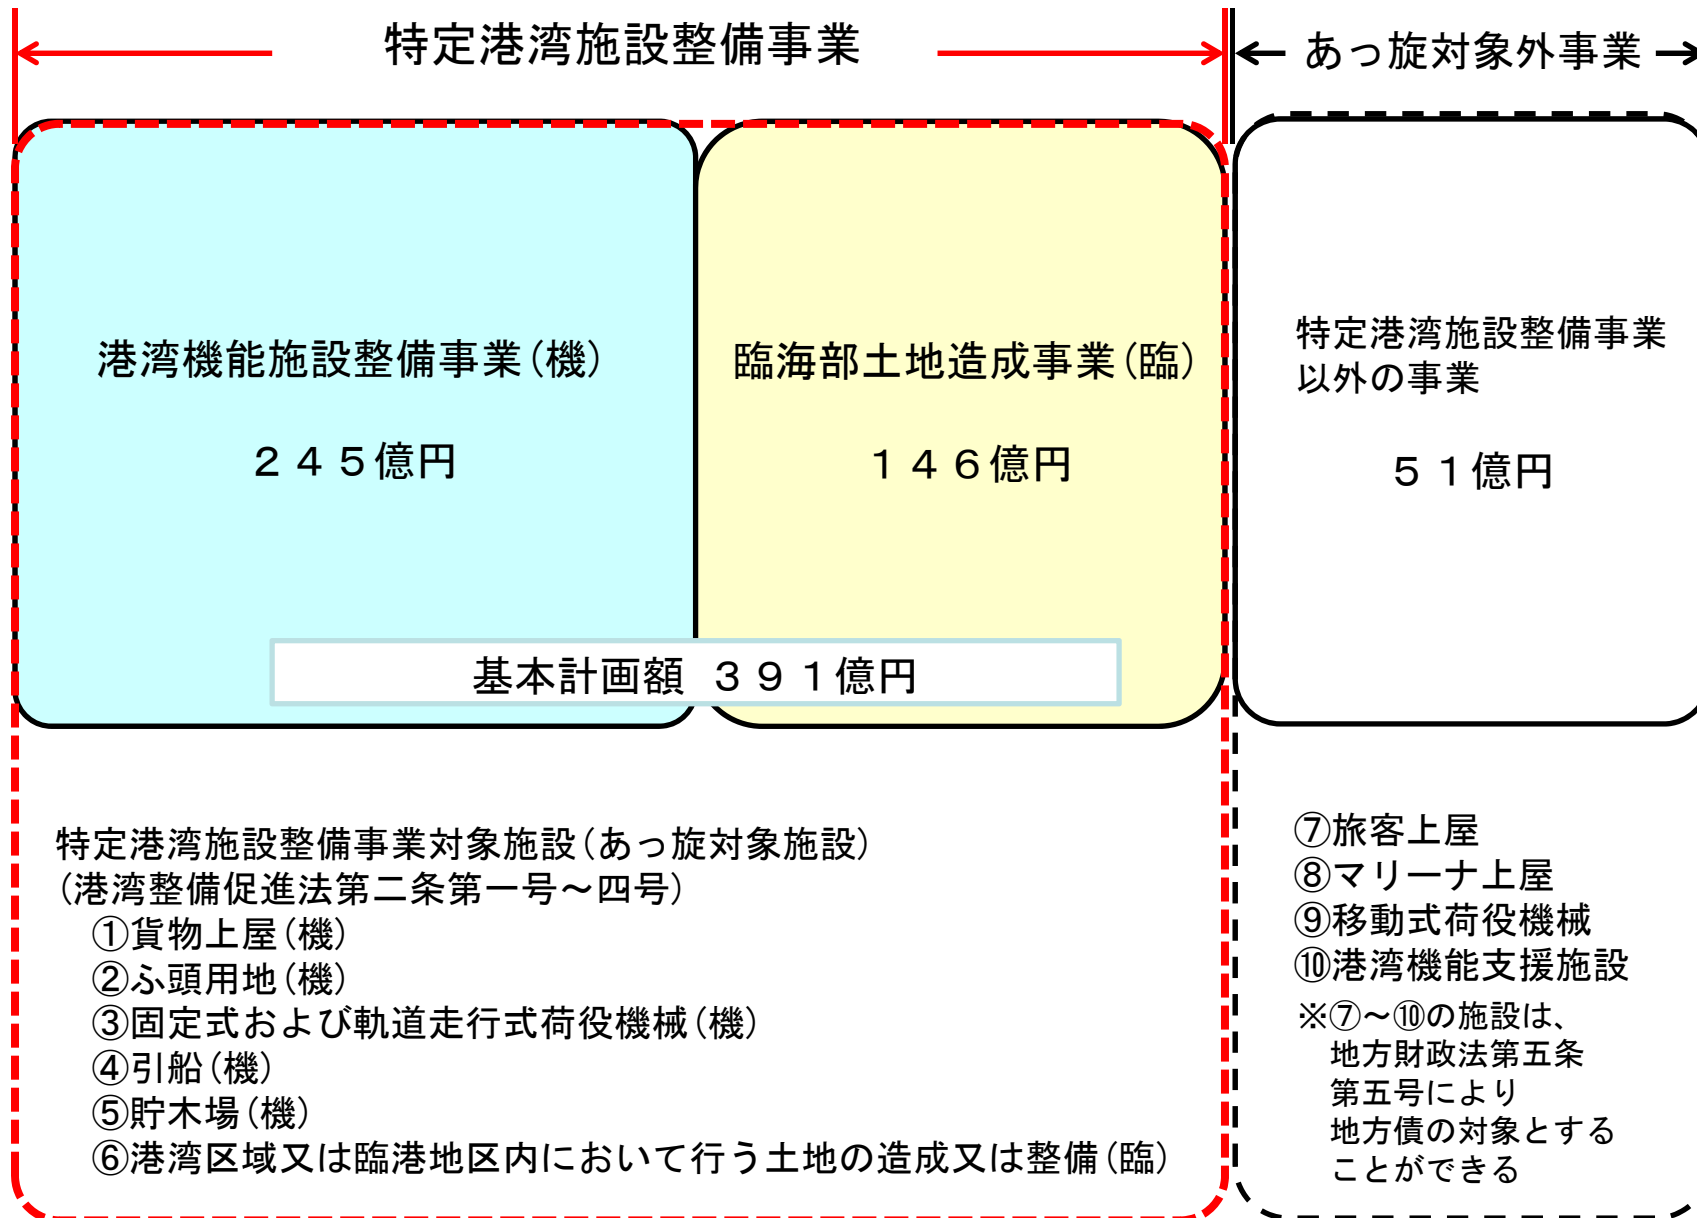 特定港湾施設整備事業
あっ旋対象外事業
港湾機能施設整備事業(機)
２４５億円
臨海部土地造成事業(臨)
１４６億円
特定港湾施設整備事業
以外の事業
５１億円
基本計画額 ３９１億円
特定港湾施設整備事業対象施設(あっ旋対象施設)
(港湾整備促進法第二条第一号～四号)
①貨物上屋(機)
②ふ頭用地(機)
③固定式および軌道走行式荷役機械(機)
④引船(機)
⑤貯木場(機)
⑥港湾区域又は臨港地区内において行う土地の造成又は整備(臨)
⑦旅客上屋
⑧マリーナ上屋
⑨移動式荷役機械
⑩港湾機能支援施設
※⑦～⑩の施設は、
地方財政法第五条
第五号により
地方債の対象とする
ことができる